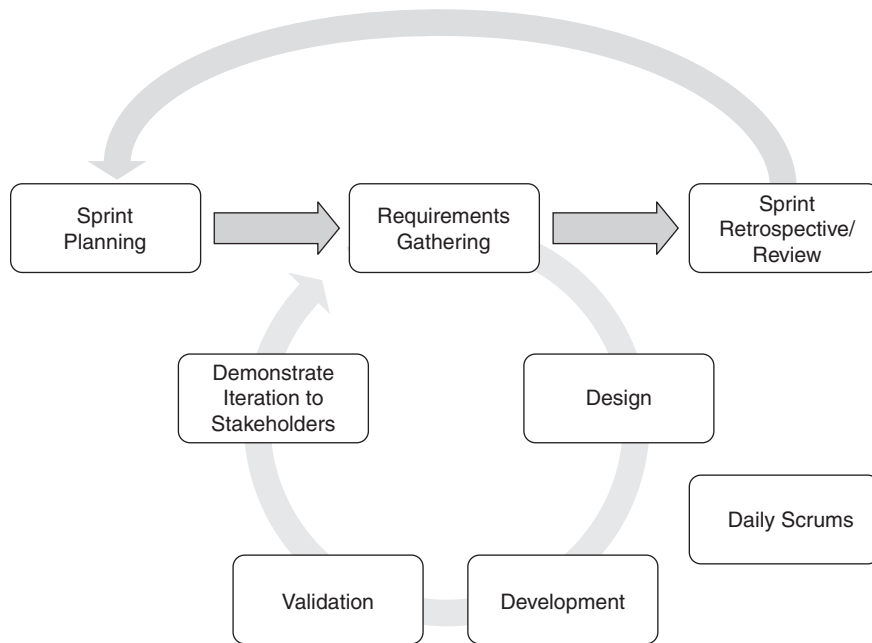 Sprint
Planning
Requirements
Gathering
Sprint
Retrospective/
Review
Demonstrate
Iteration to
Stakeholders
Design
Daily Scrums
Validation
Development